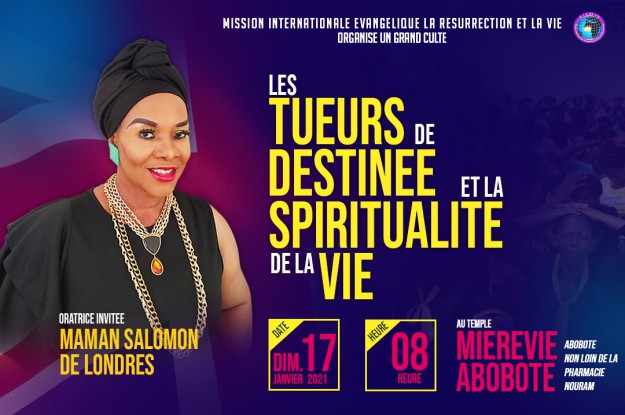 MISSION INTERNATIONALE EVANGELIQUE LA RESURRECTION ET LA VIE
ORGANISE UN GRAND CULTE
LES
TUEURS DE
DESTINEE ET LA
SPIRITUALITE
DE LA VIE
ORATRICE INVITEE
MAMAN SALOMON
DE LONDRES
DATE
DIM. 17
JANVIER 2021
HEURE
08
HEURE
AU TEMPLE
MIEREVIE
ABOBOTE
ABOBOTE
NON LOIN DE LA
PHARMACIE
NOURAM